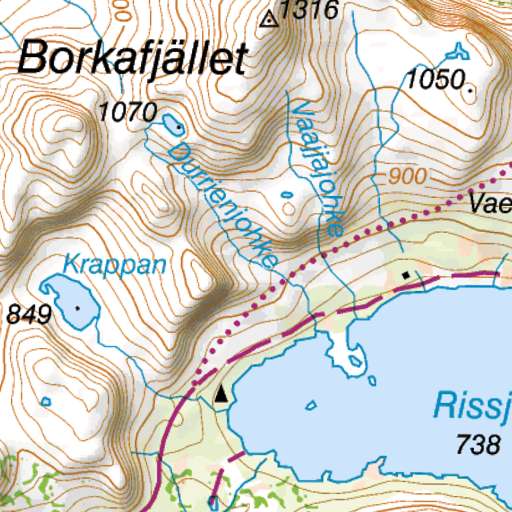 1316
Borkafjället
1050
1070
Vaajjajohke
Durrienjohke
900
Vae
Krappan
849
Rissj
738